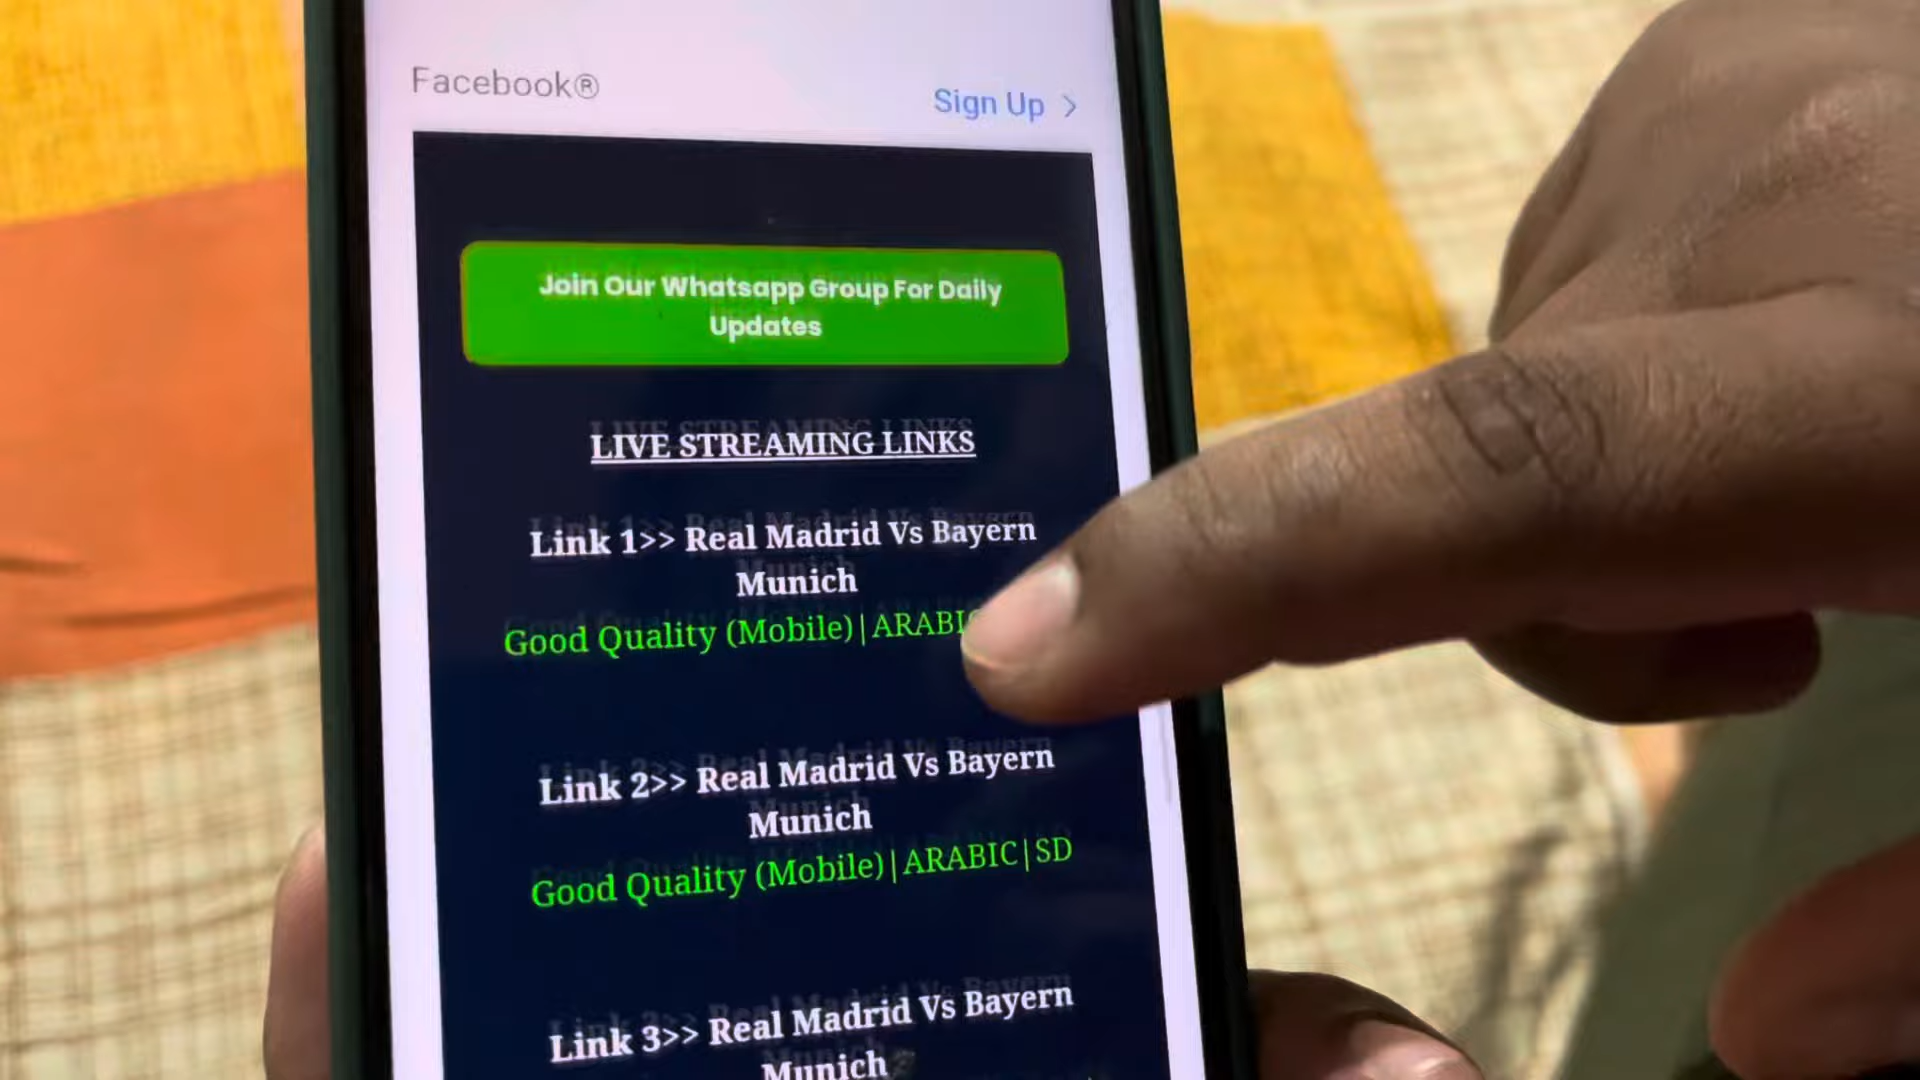 Facebook®
Sign Up >
Join Our Whatsapp Group For Daily
Updates
LIVE STREAMING LINKS
Link 1>> Real Madrid Vs Bayern
Munich
Good Quality (Mobile)|ARABIC
Link 2>> Real Madrid Vs Bayern
Munich
Good Quality (Mobile)|ARABIC|SD
Link 3>> Real Madrid Vs Bayern
Munich